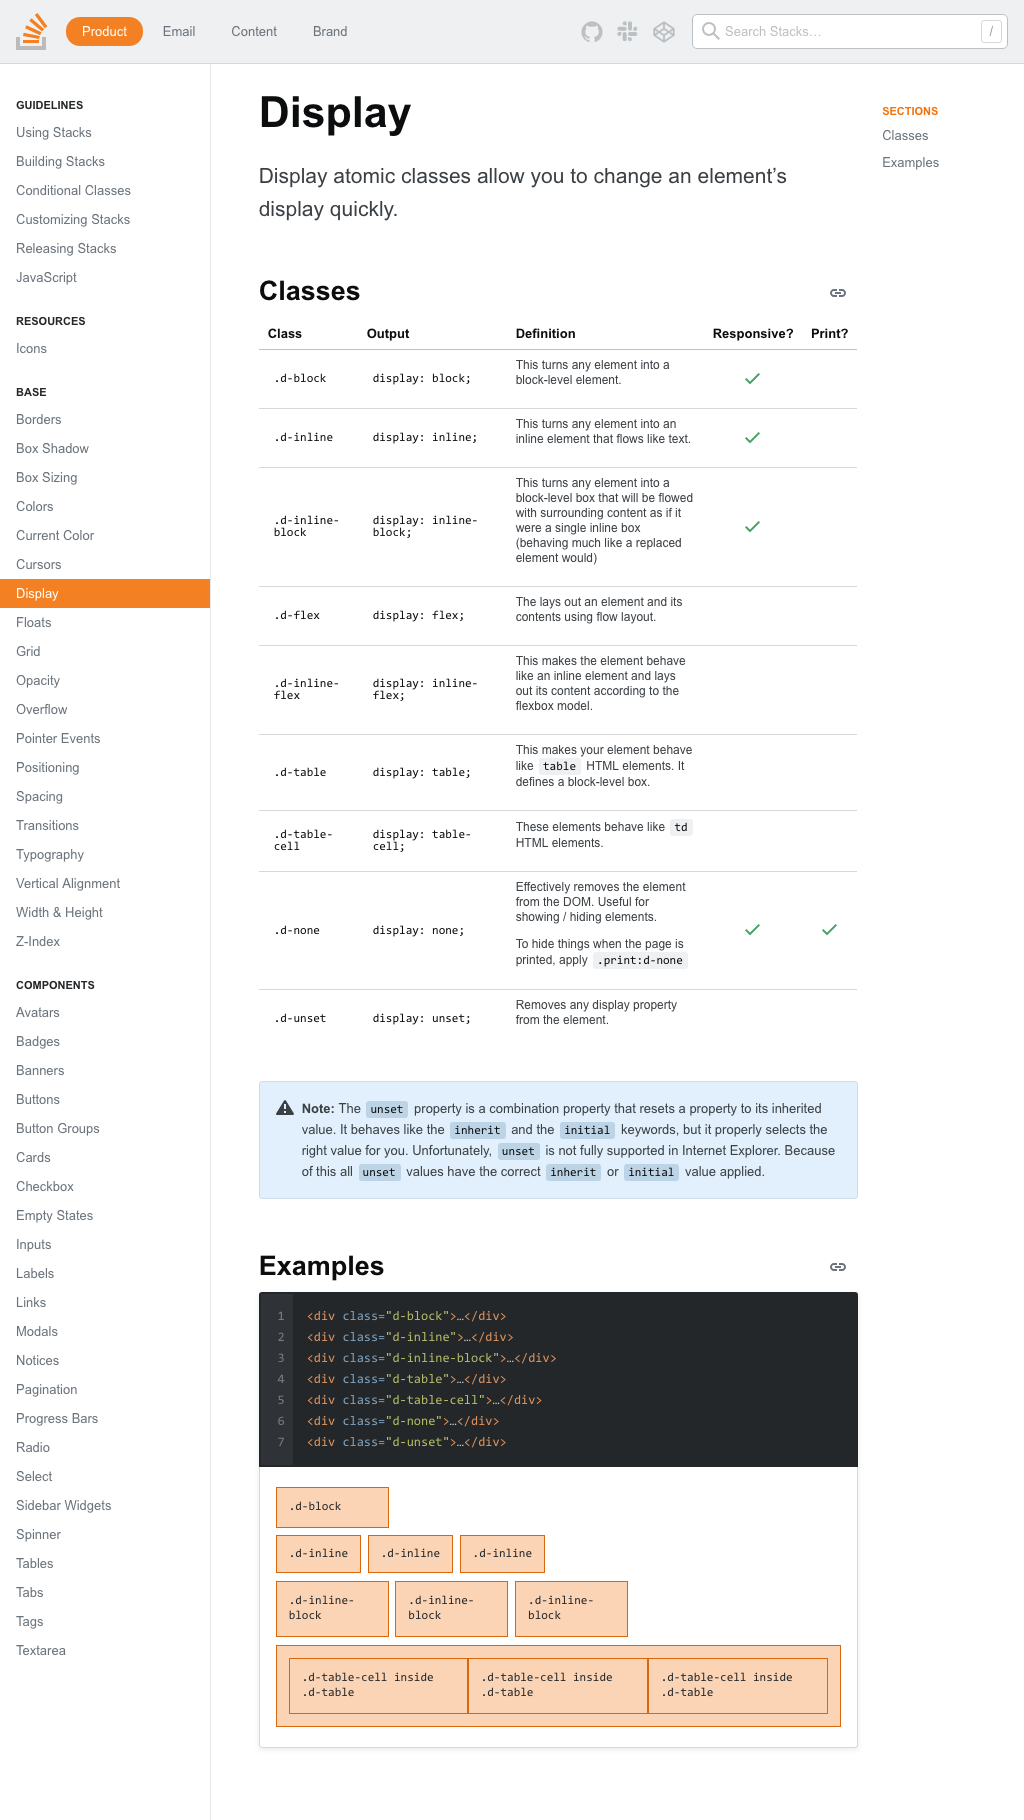 Product Email Content Brand Search Stacks… /
GUIDELINES
Using Stacks
Building Stacks
Conditional Classes
Customizing Stacks
Releasing Stacks
JavaScript
RESOURCES
Icons
BASE
Borders
Box Shadow
Box Sizing
Colors
Current Color
Cursors
Display
Floats
Grid
Opacity
Overflow
Pointer Events
Positioning
Spacing
Transitions
Typography
Vertical Alignment
Width & Height
Z-Index
COMPONENTS
Avatars
Badges
Banners
Buttons
Button Groups
Cards
Checkbox
Empty States
Inputs
Labels
Links
Modals
Notices
Pagination
Progress Bars
Radio
Select
Sidebar Widgets
Spinner
Tables
Tabs
Tags
Textarea
Display
Display atomic classes allow you to change an element’s
display quickly.
Classes
Class Output Definition Responsive? Print?
.d-block
display: block;
This turns any element into a
block-level element.
.d-inline
display: inline;
This turns any element into an
inline element that flows like text.
.d-inline-
block
display: inline-
block;
This turns any element into a
block-level box that will be flowed
with surrounding content as if it
were a single inline box
(behaving much like a replaced
element would)
.d-flex
display: flex;
The lays out an element and its
contents using flow layout.
.d-inline-
flex
display: inline-
flex;
This makes the element behave
like an inline element and lays
out its content according to the
flexbox model.
.d-table
display: table;
This makes your element behave
like table HTML elements. It
defines a block-level box.
.d-table-
cell
display: table-
cell;
These elements behave like td
HTML elements.
.d-none
display: none;
Effectively removes the element
from the DOM. Useful for
showing / hiding elements.
To hide things when the page is
printed, apply .print:d-none
.d-unset
display: unset;
Removes any display property
from the element.
Note: The unset property is a combination property that resets a property to its inherited
value. It behaves like the inherit and the initial keywords, but it properly selects the
right value for you. Unfortunately, unset is not fully supported in Internet Explorer. Because
of this all unset values have the correct inherit or initial value applied.
Examples
1 <div class="d-block">…</div>
2 <div class="d-inline">…</div>
3 <div class="d-inline-block">…</div>
4 <div class="d-table">…</div>
5 <div class="d-table-cell">…</div>
6 <div class="d-none">…</div>
7 <div class="d-unset">…</div>
.d-block
.d-inline .d-inline .d-inline
.d-inline-
block
.d-inline-
block
.d-inline-
block
.d-table-cell inside
.d-table
.d-table-cell inside
.d-table
.d-table-cell inside
.d-table
SECTIONS
Classes
Examples